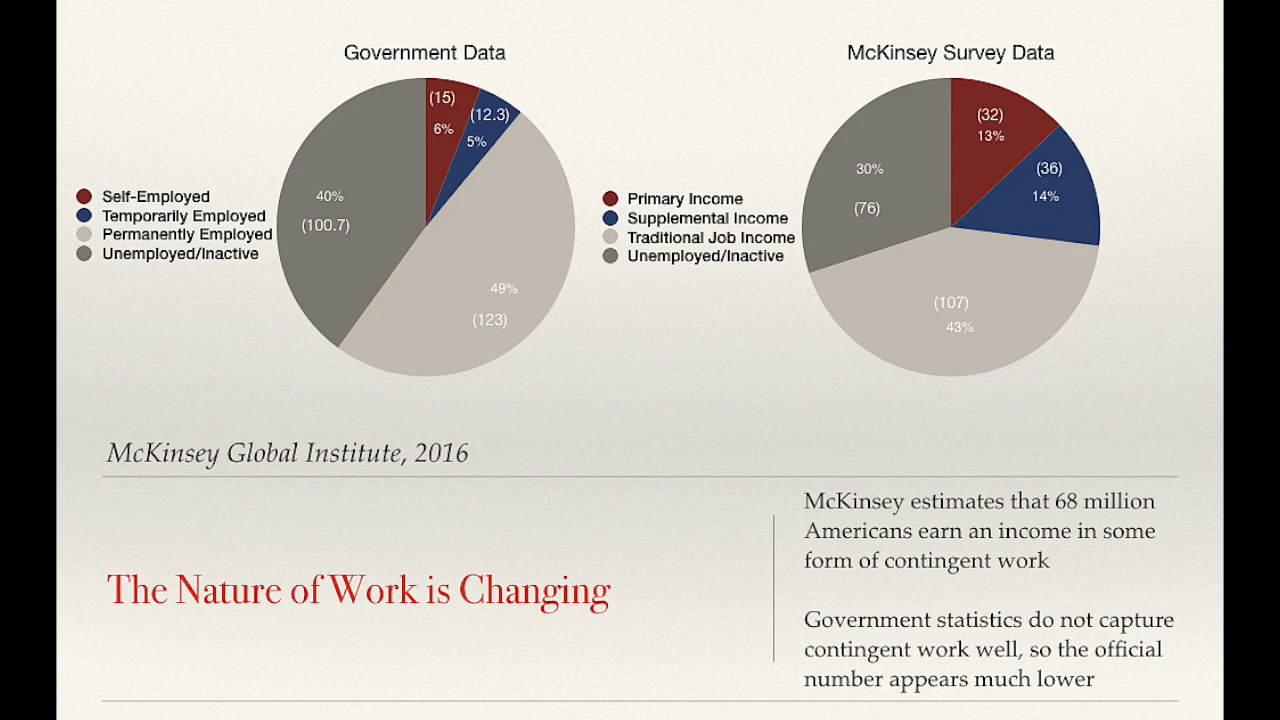 Government Data
(15)
6%
(12.3)
5%
40%
(100.7)
49%
(123)
Self-Employed
Temporarily Employed
Permanently Employed
Unemployed/Inactive
McKinsey Survey Data
(32)
13%
(36)
14%
30%
(76)
(107)
43%
Primary Income
Supplemental Income
Traditional Job Income
Unemployed/Inactive
McKinsey Global Institute, 2016
The Nature of Work is Changing
McKinsey estimates that 68 million
Americans earn an income in some
form of contingent work
Government statistics do not capture
contingent work well, so the official
number appears much lower